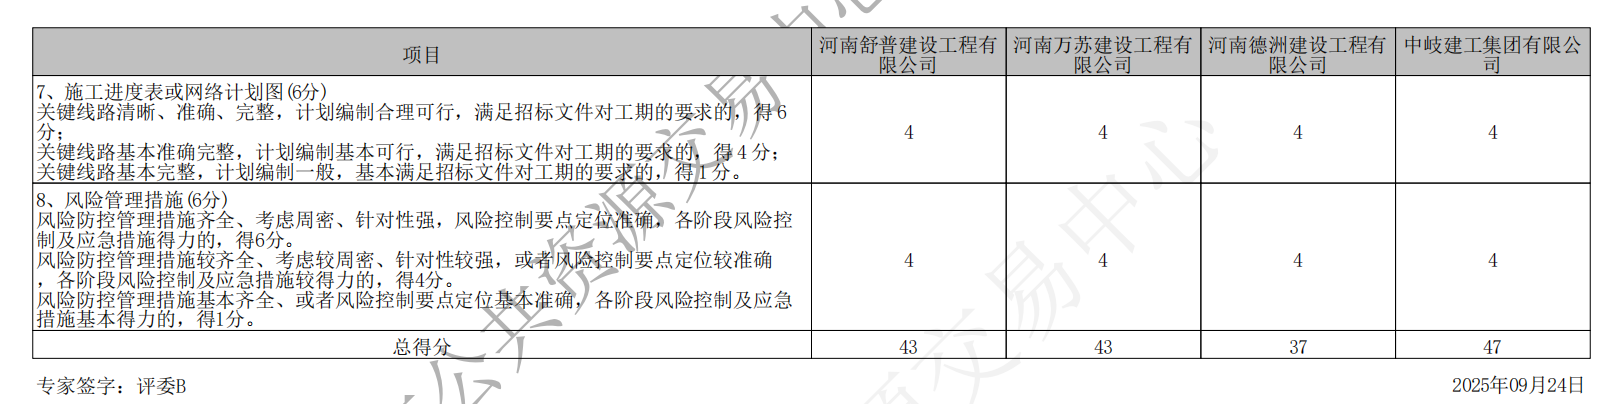 项目
河南舒普建设工程有
限公司
河南万苏建设工程有
限公司
河南德洲建设工程有
限公司
中岐建工集团有限公
司
7、施工进度表或网络计划图(6分)
关键线路清晰、准确、完整，计划编制合理可行，满足招标文件对工期的要求的，得 6
分；
关键线路基本准确完整，计划编制基本可行，满足招标文件对工期的要求的，得 4 分；
关键线路基本完整，计划编制一般，基本满足招标文件对工期的要求的，得 1 分。
4
4
4
4
8、风险管理措施(6分)
风险防控管理措施齐全、考虑周密、针对性强，风险控制要点定位准确，各阶段风险控
制及应急措施得力的，得6分。
风险防控管理措施较齐全、考虑较周密、针对性较强，或者风险控制要点定位较准确
，各阶段风险控制及应急措施较得力的，得4分。
风险防控管理措施基本齐全、或者风险控制要点定位基本准确，各阶段风险控制及应急
措施基本得力的，得1分。
4
4
4
4
总得分
43
43
37
47
专家签字：评委B
2025年09月24日
公共资源交易中心
源交易中心